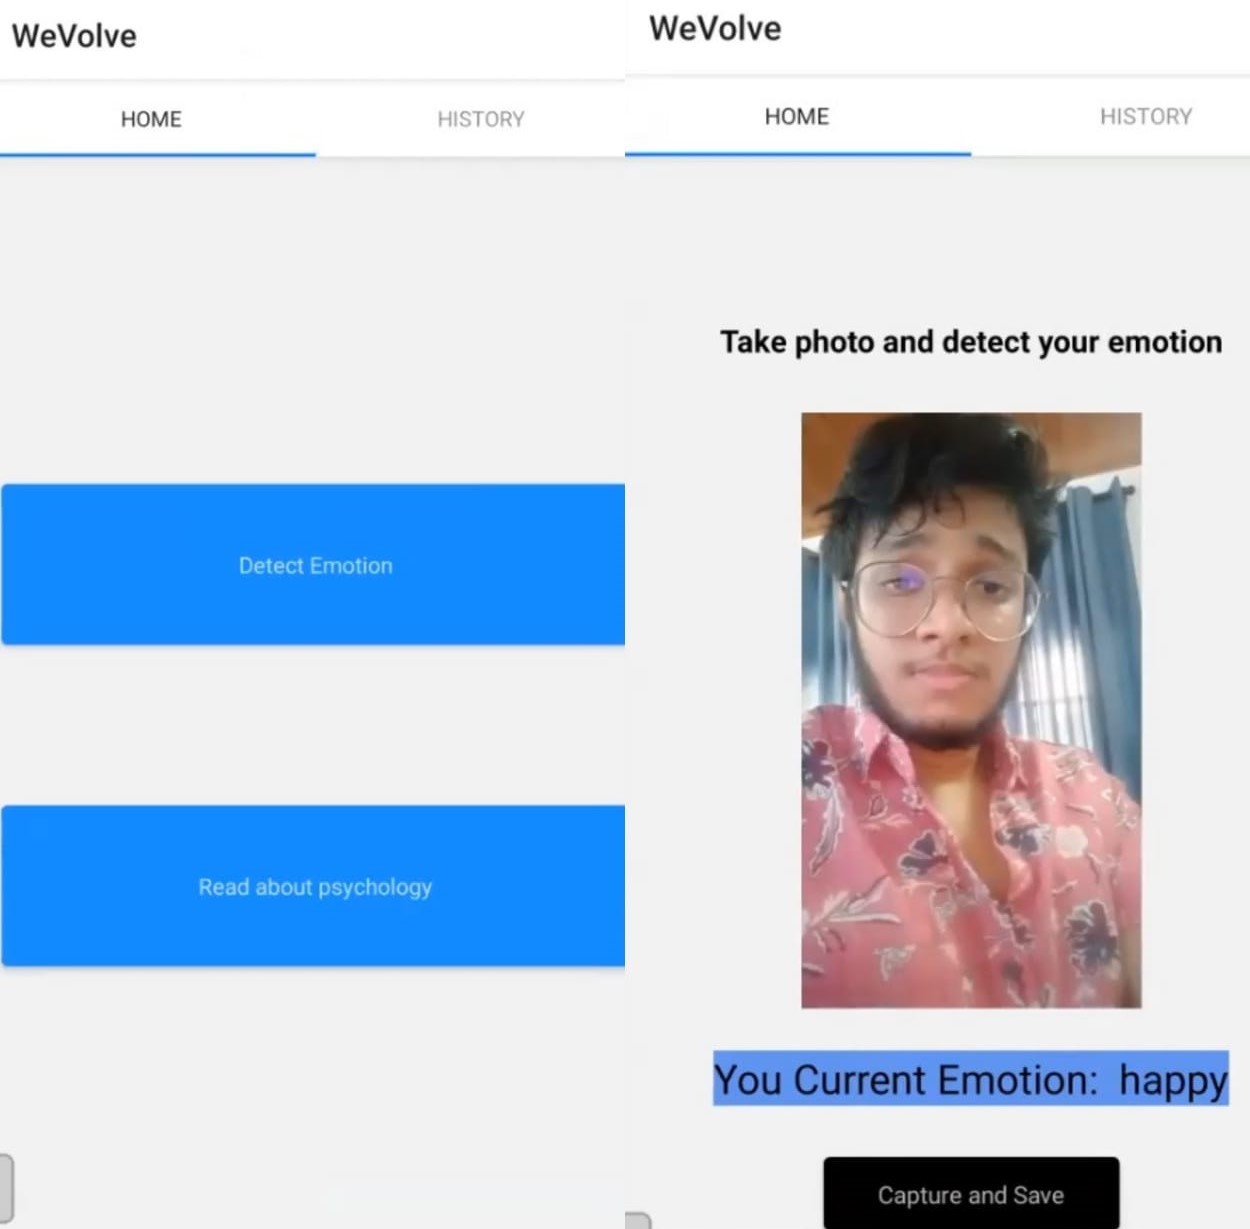 WeVolve
HOME
HISTORY
Detect Emotion
Read about psychology
WeVolve
HOME
HISTORY
Take photo and detect your emotion
You Current Emotion: happy
Capture and Save